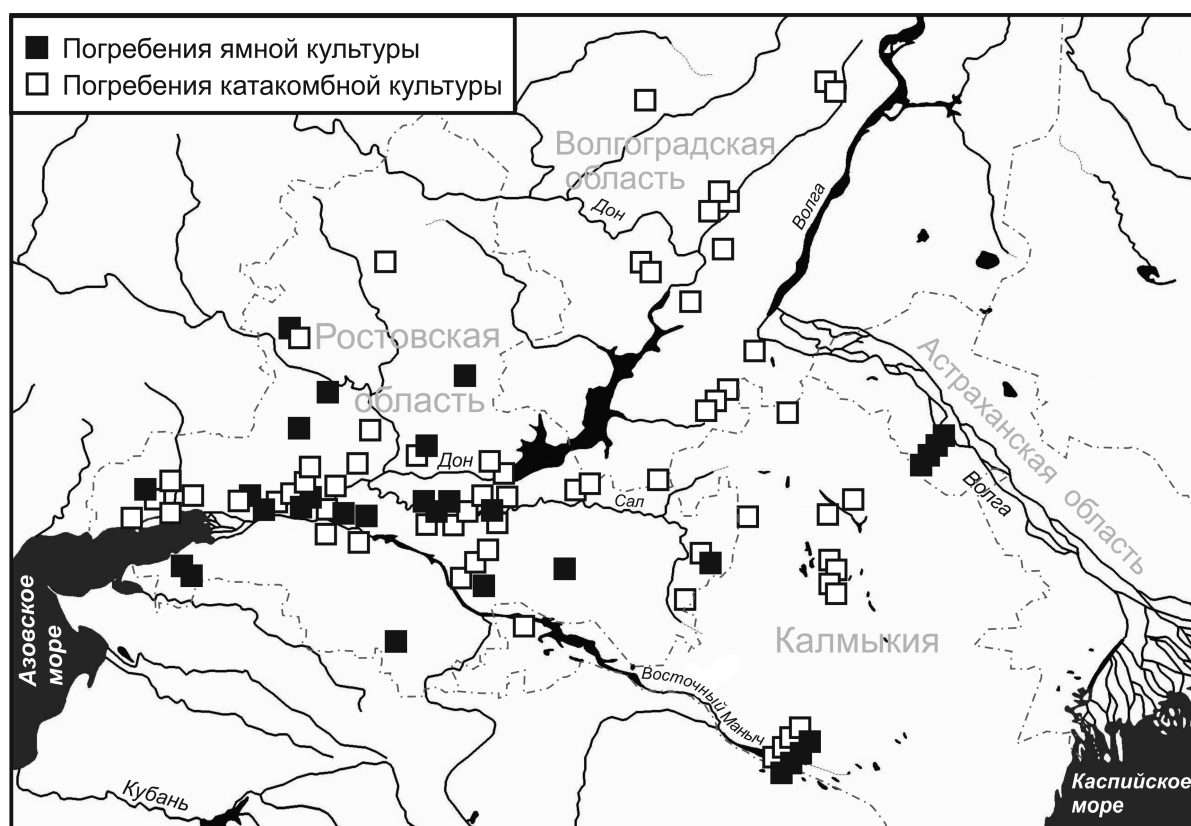 Погребения ямной культуры
Погребения катакомбной культуры
Волгоградская
область
Дон
Волга
Ростовская
область
Астраханская область
Дон
Сал
Волга
Азовское
море
Калмыкия
Восточный Маныч
Кубань
Каспийское
море